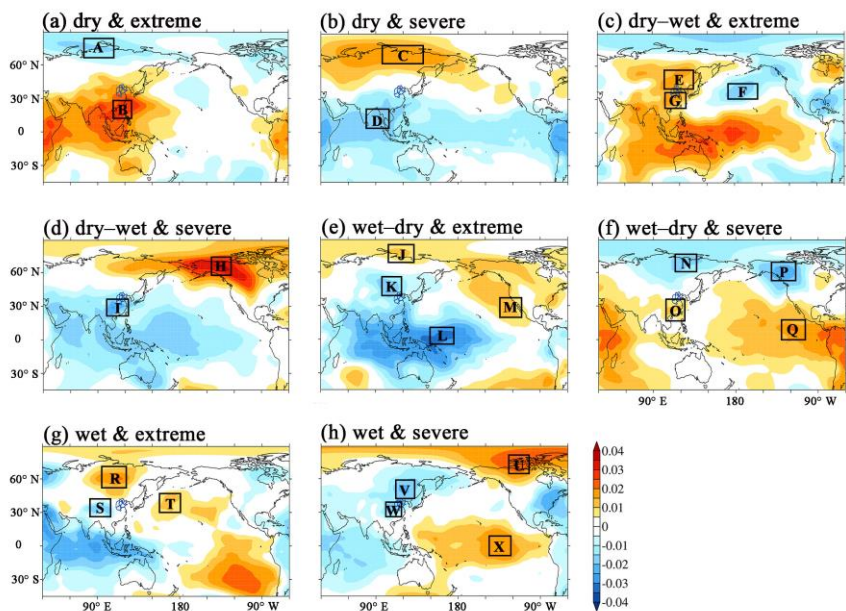 (a) dry & extreme (b) dry & severe (c) dry–wet & extreme
60° N A C E F
30° N B G
0 D
30° S
(d) dry–wet & severe (e) wet–dry & extreme (f) wet–dry & severe
60° N H J N P
30° N I K M O
0 L Q
30° S
90° E 180 90° W
(g) wet & extreme (h) wet & severe
60° N R U
30° N S T V W
0 X
30° S
90° E 180 90° W 90° E 180 90° W
0.04
0.03
0.02
0.01
0
-0.01
-0.02
-0.03
-0.04